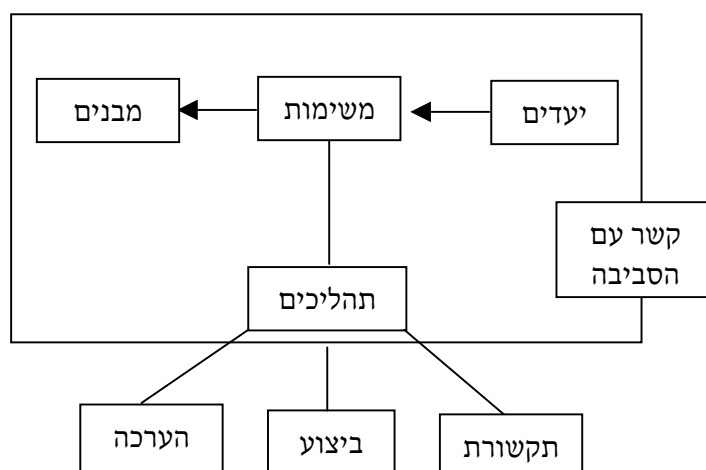 יעדים
משימות
מבנים
קשר עם
הסביבה
תהליכים
תקשורת
ביצוע
הערכה